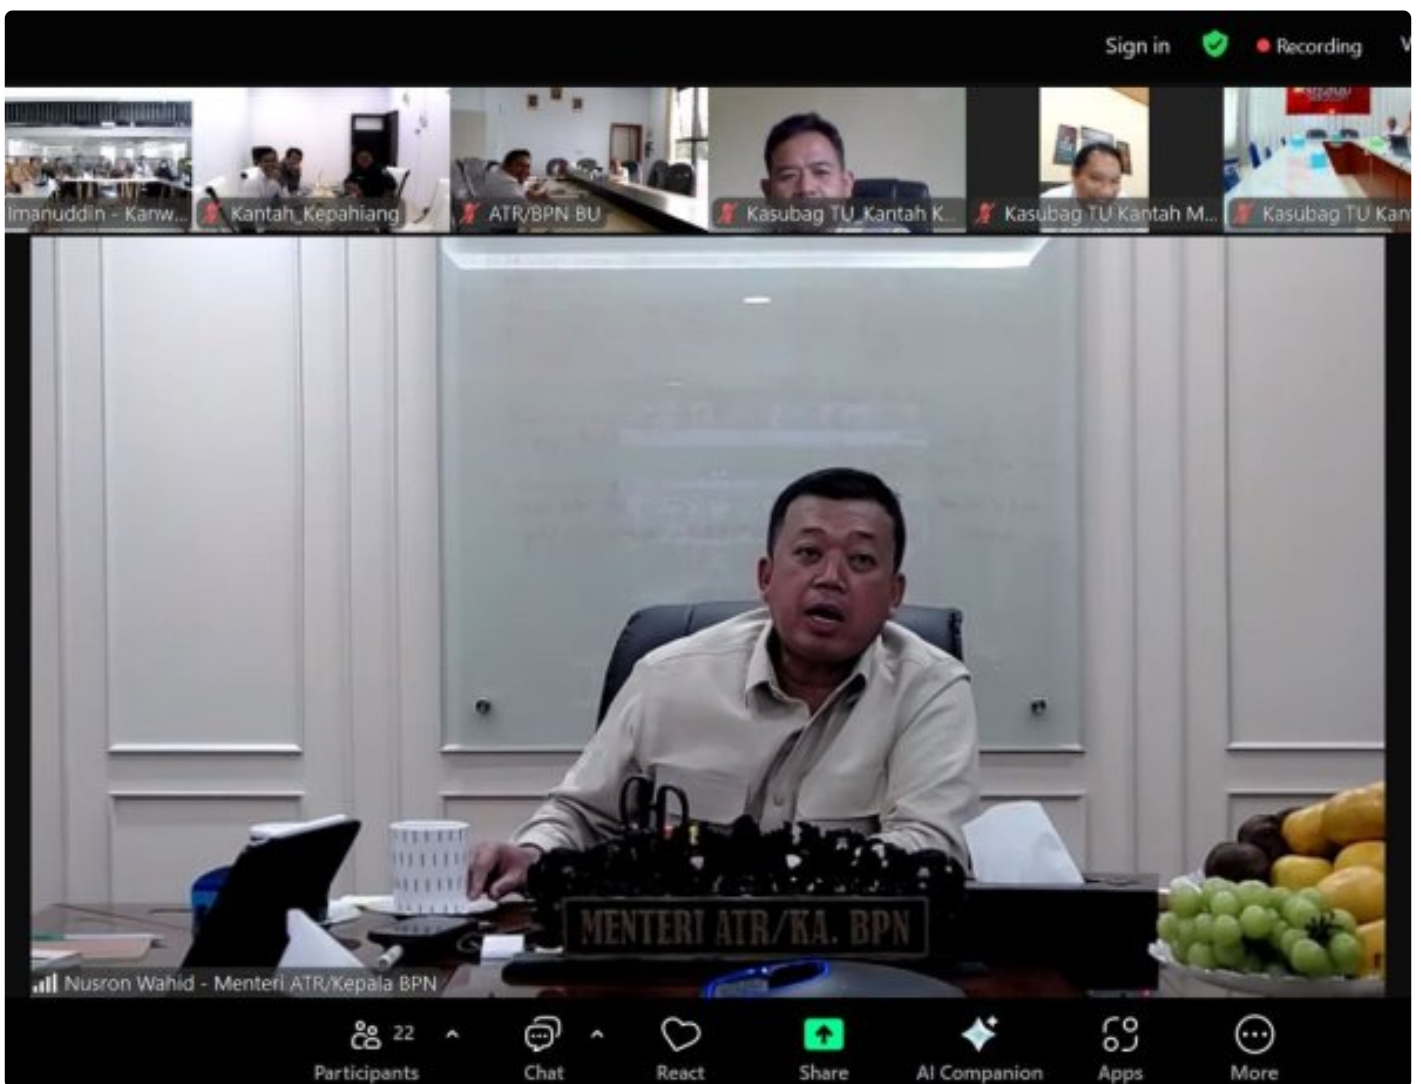 Sign in
Recording
Imanuddin - Kanw...
Kantah_Kepahiang
ATR/BPN BU
Kasubag TU_Kantah K...
Kasubag TU Kantah M...
Kasubag TU Kan
MENTERI ATR/KA. BPN
Nusron Wahid - Menteri ATR/Kepala BPN
22
Participants
Chat
React
Share
AI Companion
Apps
More